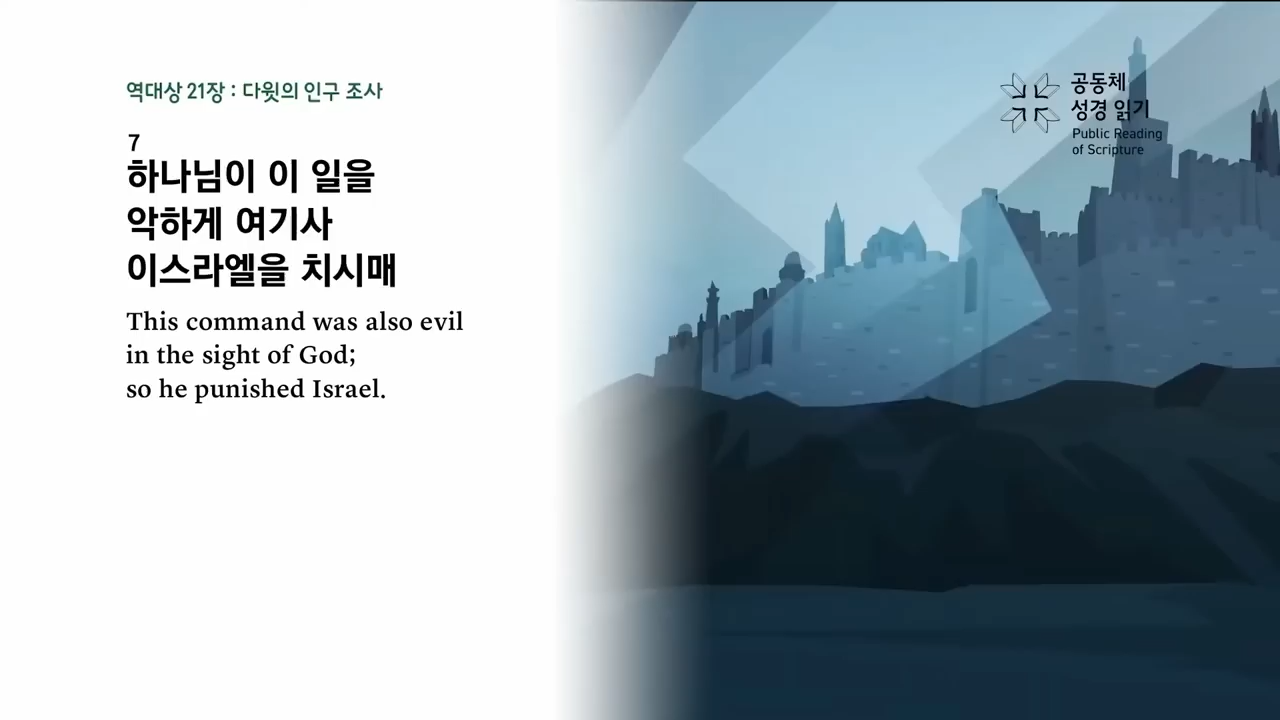 역대상 21장 : 다윗의 인구 조사
7
하나님이 이 일을
악하게 여기사
이스라엘을 치시매
This command was also evil
in the sight of God;
so he punished Israel.
공동체
성경 읽기
Public Reading
of Scripture